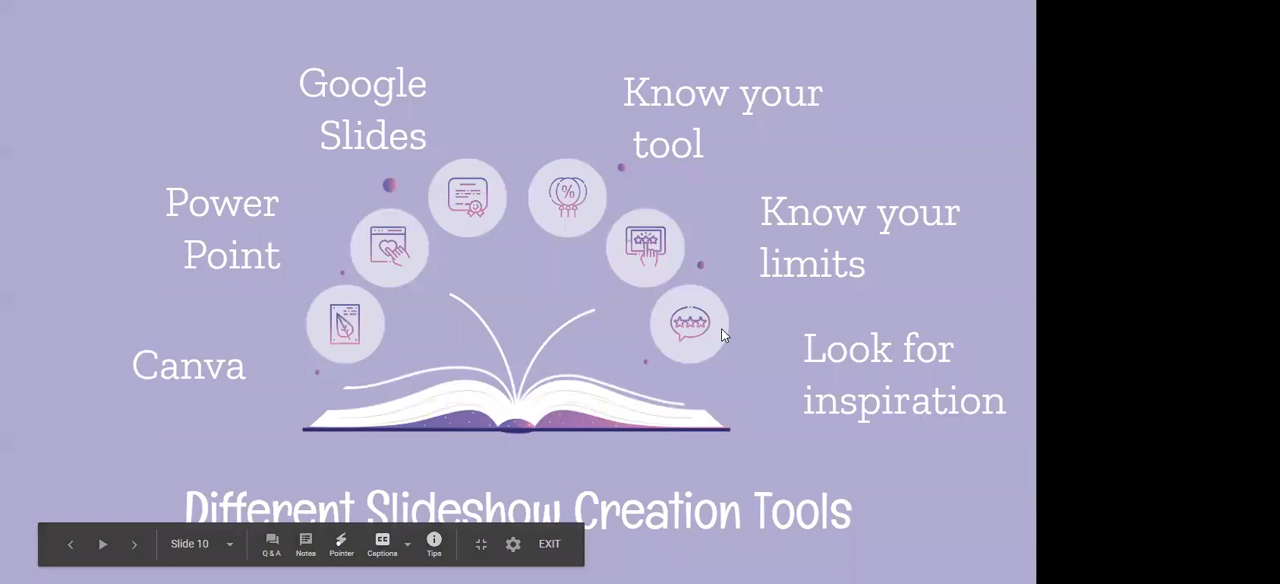 Google
Slides
Know your
tool
Power
Point
Know your
limits
Canva
Look for
inspiration
%
Different Slideshow Creation Tools
Slide 10
Q & A
Notes
Pointer
CC
Captions
Tips
EXIT